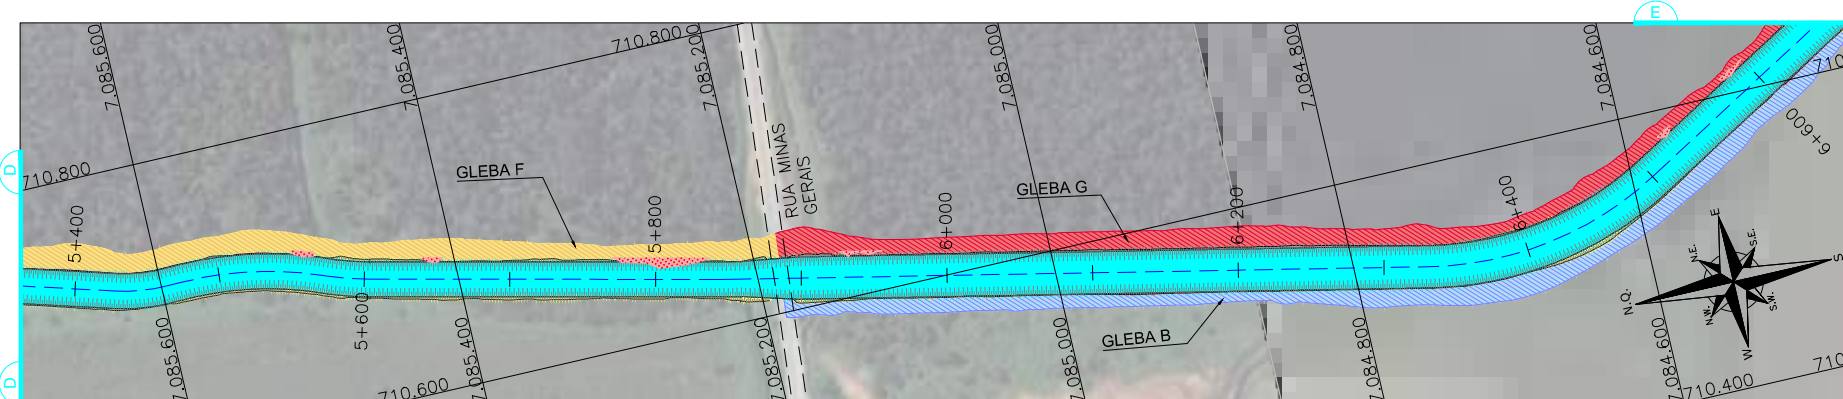 E
7.085.600
7.085.400
710.800
7.085.200
7.085.000
7.084.800
7.084.600
710
D
710.800
5+400
GLEBA F
5+800
RUA MINAS
GERAIS
6+000
GLEBA G
6+200
6+400
6+600
E
S.E.
N.E.
S
N.Q.
N.W.
S.W.
W
5+600
GLEBA B
D
7.085.600
710.600
7.085.400
7.085.200
7.085.000
7.084.800
7.084.600
710.400
710